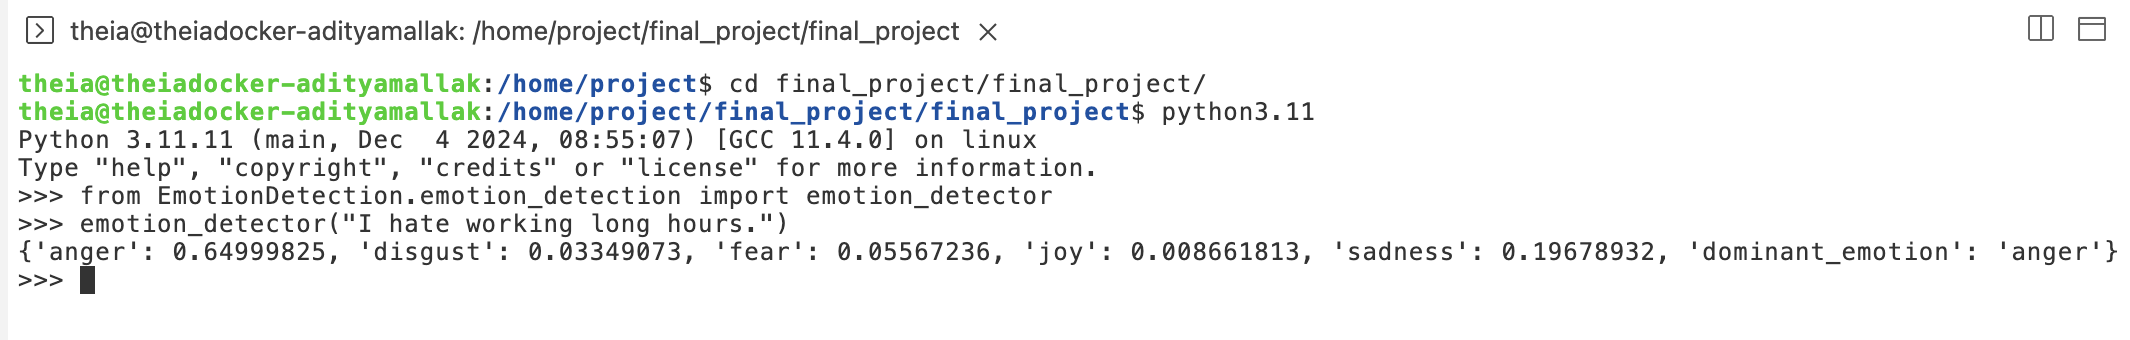 theia@theiadocker-adityamallak: /home/project/final_project/final_project
theia@theiadocker-adityamallak:/home/project$ cd final_project/final_project/
theia@theiadocker-adityamallak:/home/project/final_project/final_project$ python3.11
Python 3.11.11 (main, Dec  4 2024, 08:55:07) [GCC 11.4.0] on linux
Type "help", "copyright", "credits" or "license" for more information.
>>> from EmotionDetection.emotion_detection import emotion_detector
>>> emotion_detector("I hate working long hours.")
{'anger': 0.64999825, 'disgust': 0.03349073, 'fear': 0.05567236, 'joy': 0.008661813, 'sadness': 0.19678932, 'dominant_emotion': 'anger'}
>>>